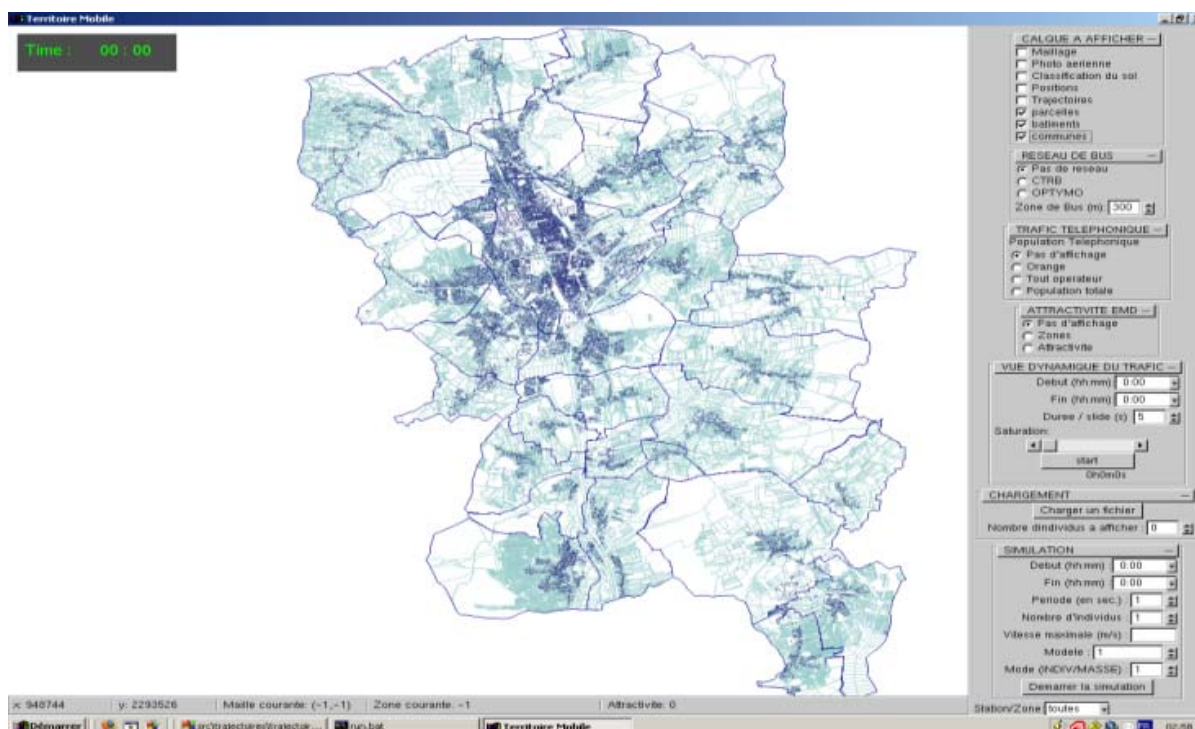 Territoire Mobile
Time : 00 : 00
CALQUE A AFFICHER
Maillage
Photo aerienne
Classification du sol
Positions
Trajectoires
parcelles
batiments
communes
RESEAU DE BUS
Pas de reseau
CTRB
OPTYMO
Zone de Bus (m): 300
TRAFIC TELEPHONIQUE
Population Telephonique
Pas d'affichage
Orange
Tout operateur
Population totale
ATTRACTIVITE EMD
Pas d'affichage
Zones
Attractivite
VUE DYNAMIQUE DU TRAFIC
Debut (hh:mm) 0:00
Fin (hh:mm) 0:00
Duree / slide (s) 5
Saturation:
start
0h0m0s
CHARGEMENT
Charger un fichier
Nombre dindividus a afficher : 0
SIMULATION
Debut (hh:mm) : 0:00
Fin (hh:mm) : 0:00
Periode (en sec.) : 1
Nombre d'individus : 1
Vitesse maximale (m/s)
Modele : 1
Mode (INDIV/MASSE) : 1
Demarrer la simulation
Station/Zone toutes
x: 948744 y: 2293526 Maille courante: (-1,-1) Zone courante: -1 Attractivite: 0
Démarrer run.bat Territoire Mobile 02:58